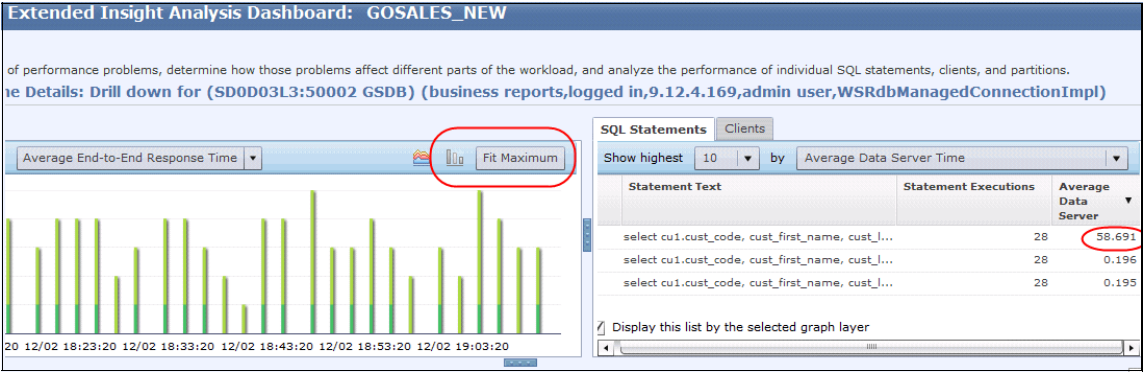 Extended Insight Analysis Dashboard: GOSALES_NEW
of performance problems, determine how those problems affect different parts of the workload, and analyze the performance of individual SQL statements, clients, and partitions.
ne Details: Drill down for (SD0D03L3:50002 GSDB) (business reports,logged in,9.12.4.169,admin user,WSRdbManagedConnectionImpl)
SQL Statements Clients
Average End-to-End Response Time Fit Maximum
Show highest 10 by Average Data Server Time
Statement Text Statement Executions Average Data Server
select cu1.cust_code, cust_first_name, cust_l... 28 58.691
select cu1.cust_code, cust_first_name, cust_l... 28 0.196
select cu1.cust_code, cust_first_name, cust_l... 28 0.195
Display this list by the selected graph layer
20 12/02 18:23:20 12/02 18:33:20 12/02 18:43:20 12/02 18:53:20 12/02 19:03:20